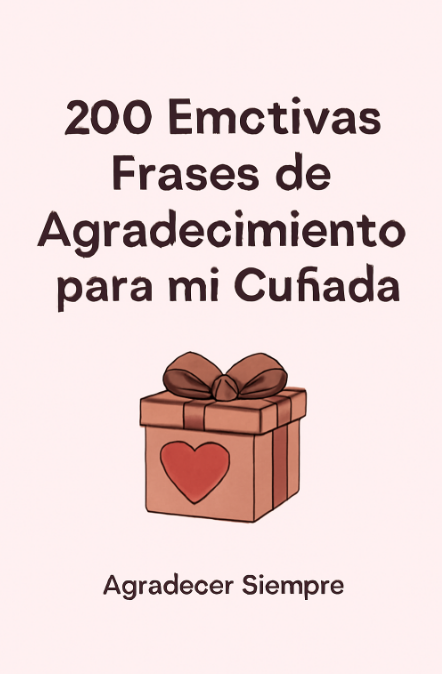 200 Emctivas
Frases de
Agradecimiento
para mi Cuñada
Agradecer Siempre